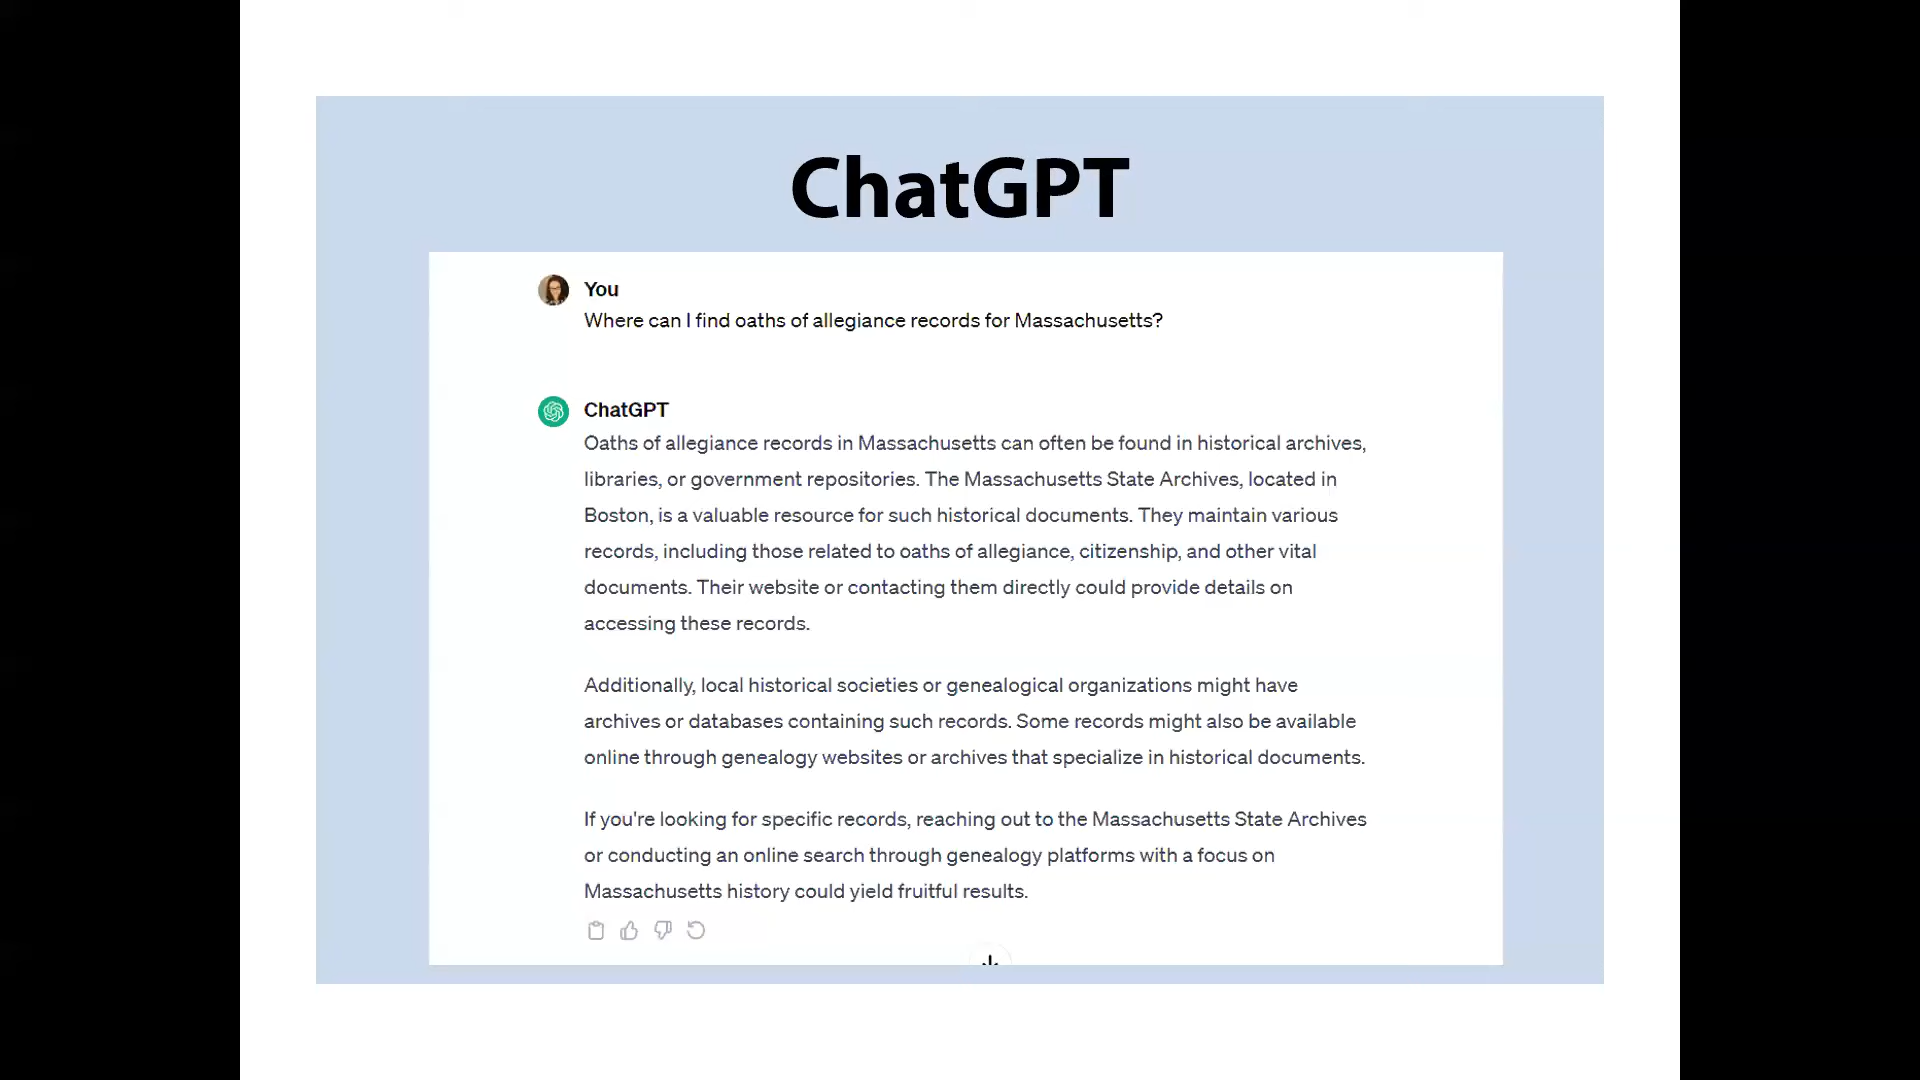 ChatGPT
You
Where can I find oaths of allegiance records for Massachusetts?
ChatGPT
Oaths of allegiance records in Massachusetts can often be found in historical archives,
libraries, or government repositories. The Massachusetts State Archives, located in
Boston, is a valuable resource for such historical documents. They maintain various
records, including those related to oaths of allegiance, citizenship, and other vital
documents. Their website or contacting them directly could provide details on
accessing these records.
Additionally, local historical societies or genealogical organizations might have
archives or databases containing such records. Some records might also be available
online through genealogy websites or archives that specialize in historical documents.
If you're looking for specific records, reaching out to the Massachusetts State Archives
or conducting an online search through genealogy platforms with a focus on
Massachusetts history could yield fruitful results.